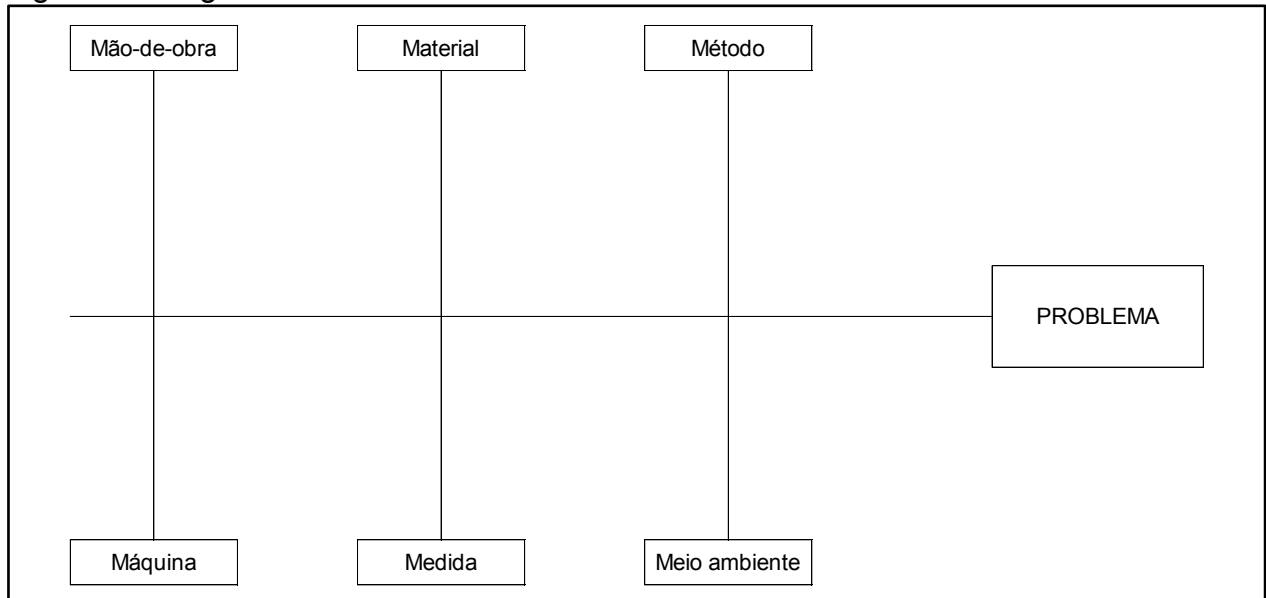 Mão-de-obra
Material
Método
PROBLEMA
Máquina
Medida
Meio ambiente